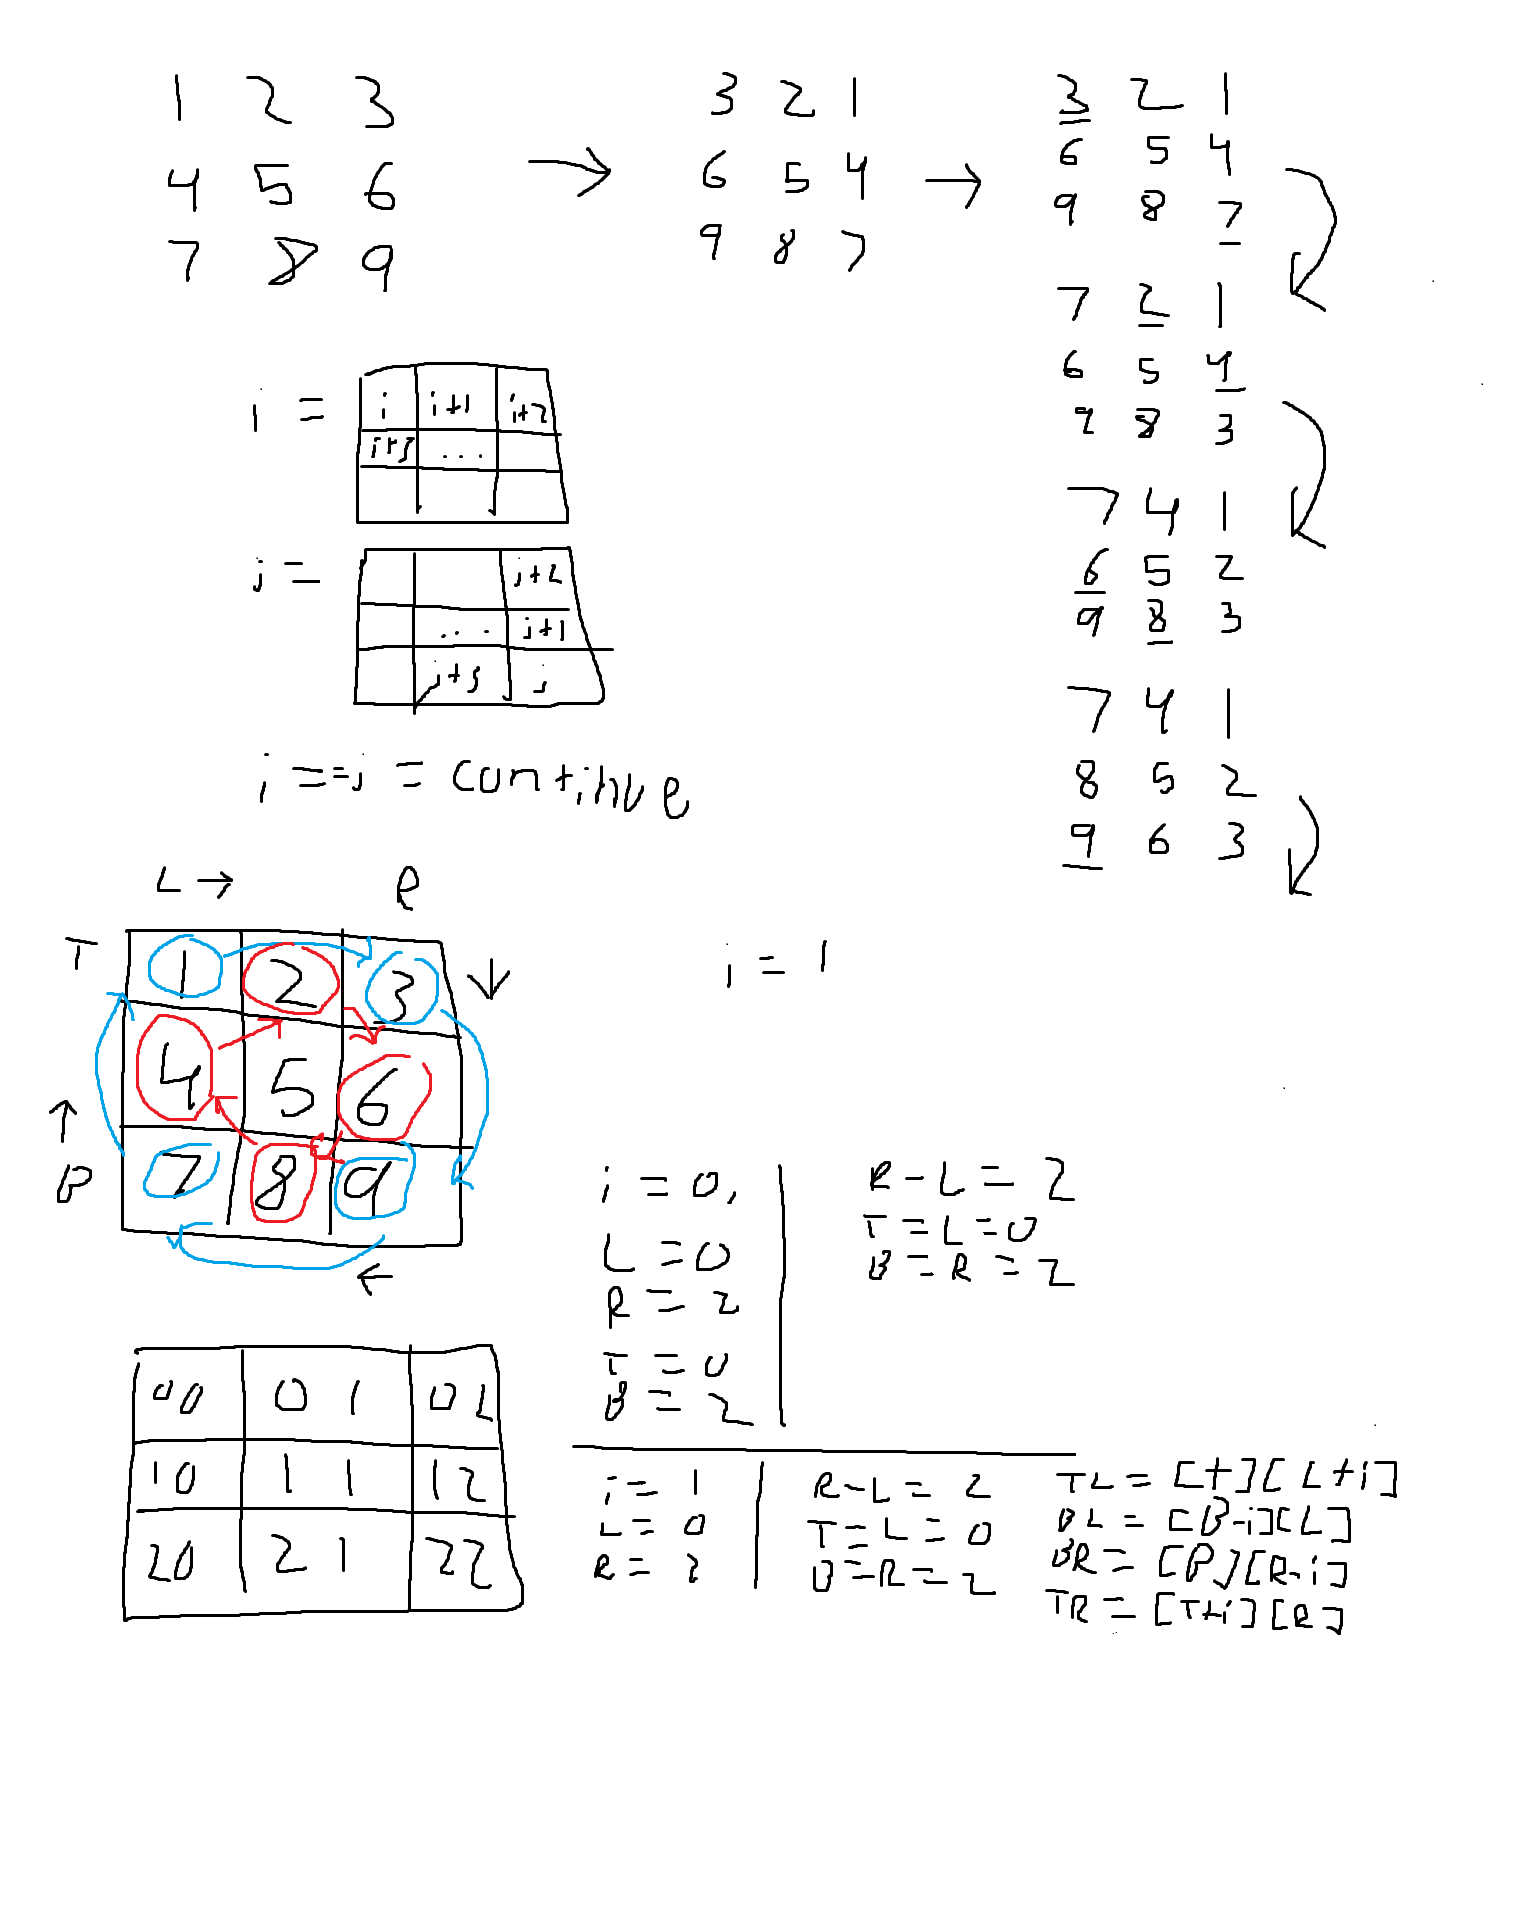 1 2 3
4 5 6
7 8 9
→
3 2 1
6 5 4
9 8 7
→
3 2 1
6 5 4
9 8 7
7 2 1
6 5 4
9 8 3
7 4 1
6 5 2
9 8 3
7 4 1
8 5 2
9 6 3
i =
i i+1 i+2
i+3 ...
j =
j+2
... j+1
j+3 j
i == j = continue
L → R
T
1 2 3 ↓
4 5 6
↑
B
7 8 9
←
i = 1
i = 0,
L = 0
R = 2
T = 0
B = 2
R - L = 2
T = L = 0
B = R = 2
00 01 02
10 11 12
20 21 22
i = 1
L = 0
R = 2
R-L = 2
T = L = 0
B = R = 2
TL = [t][L+i]
BL = [B-i][L]
BR = [B][R-i]
TR = [T+i][R]